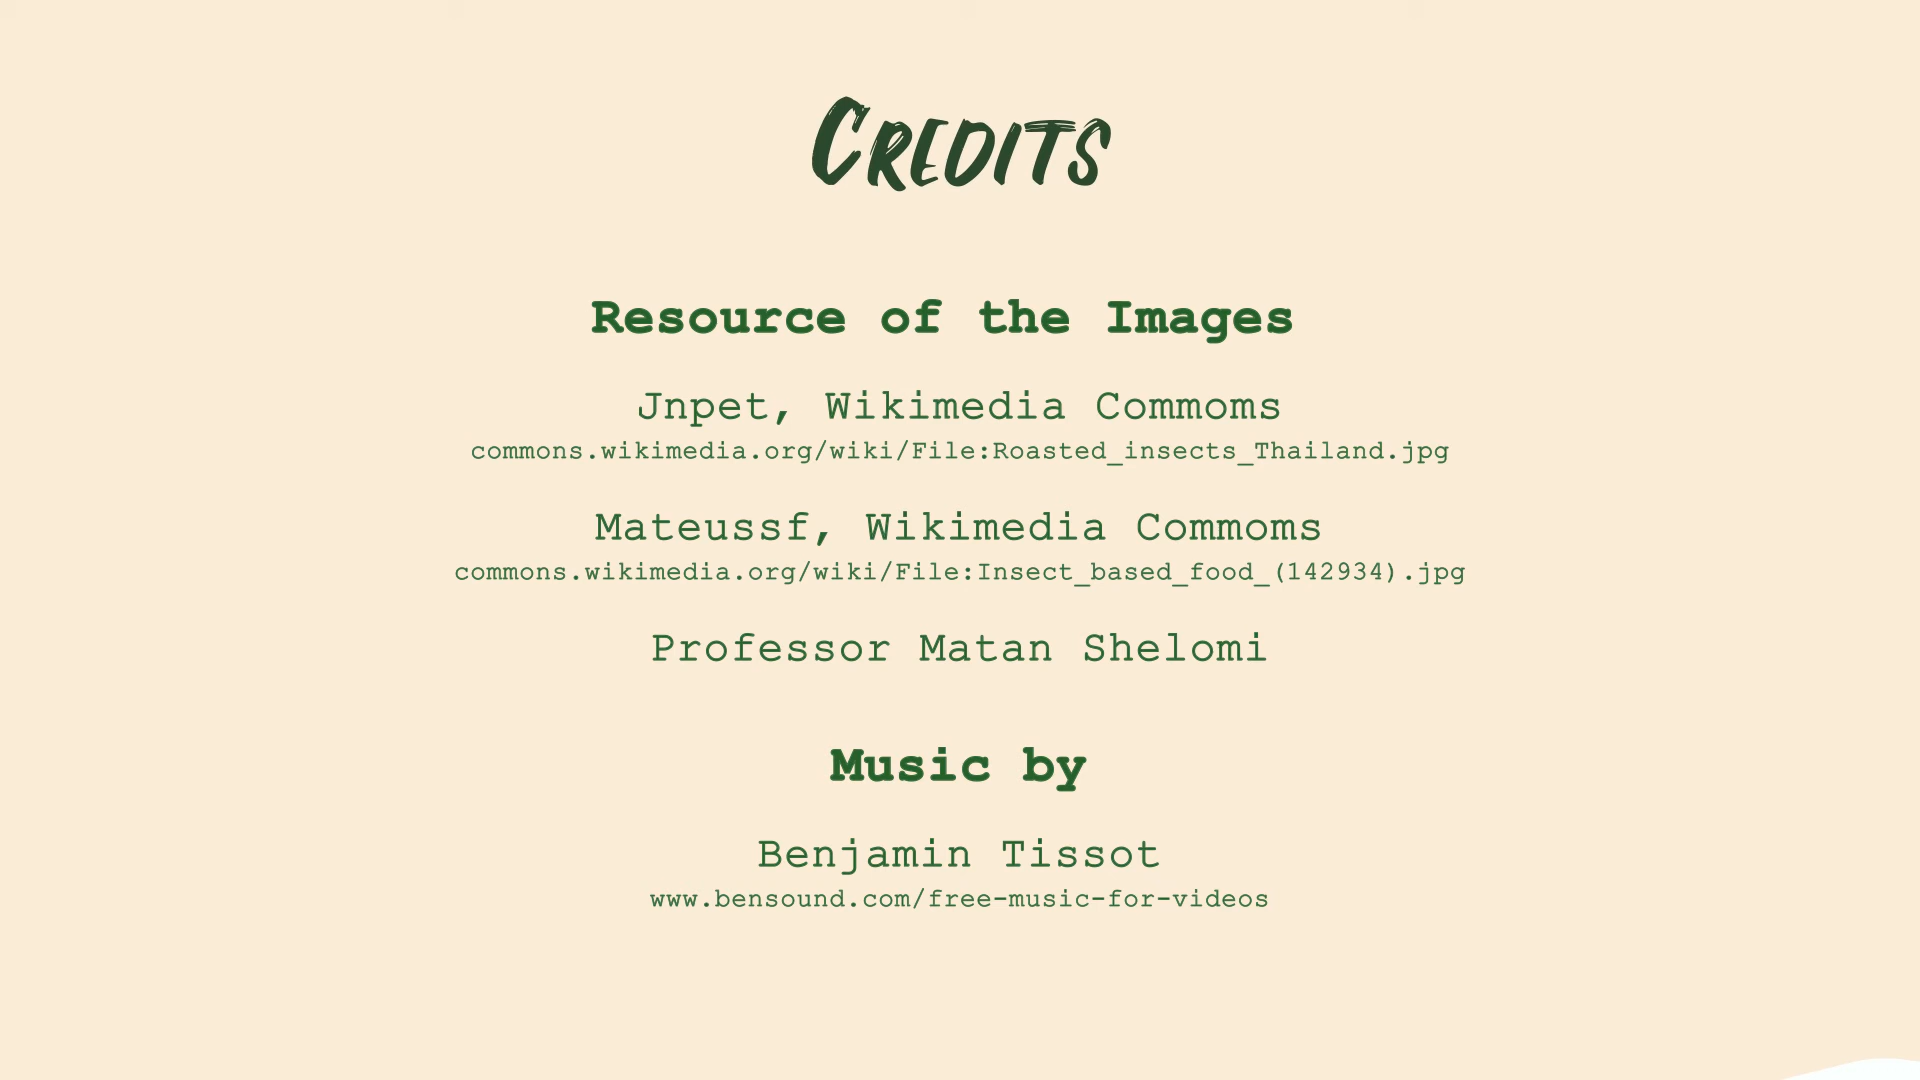 Credits
Resource of the Images
Jnpet, Wikimedia Commoms
commons.wikimedia.org/wiki/File:Roasted_insects_Thailand.jpg
Mateussf, Wikimedia Commoms
commons.wikimedia.org/wiki/File:Insect_based_food_(142934).jpg
Professor Matan Shelomi
Music by
Benjamin Tissot
www.bensound.com/free-music-for-videos